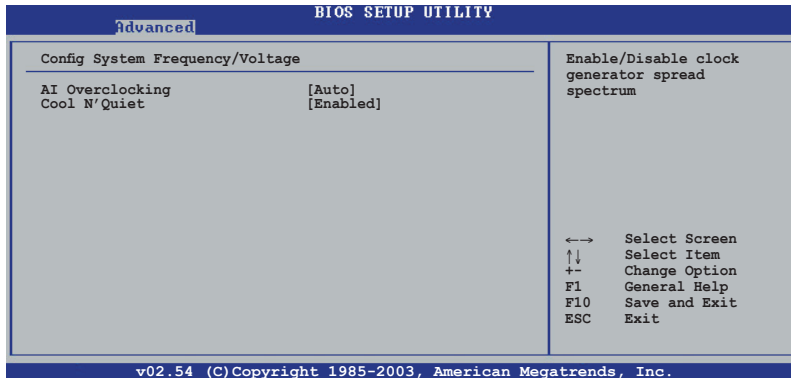 BIOS SETUP UTILITY
Advanced
Config System Frequency/Voltage
AI Overclocking [Auto]
Cool N'Quiet [Enabled]
Enable/Disable clock
generator spread
spectrum
←→ Select Screen
↑↓ Select Item
+- Change Option
F1 General Help
F10 Save and Exit
ESC Exit
v02.54 (C)Copyright 1985-2003, American Megatrends, Inc.